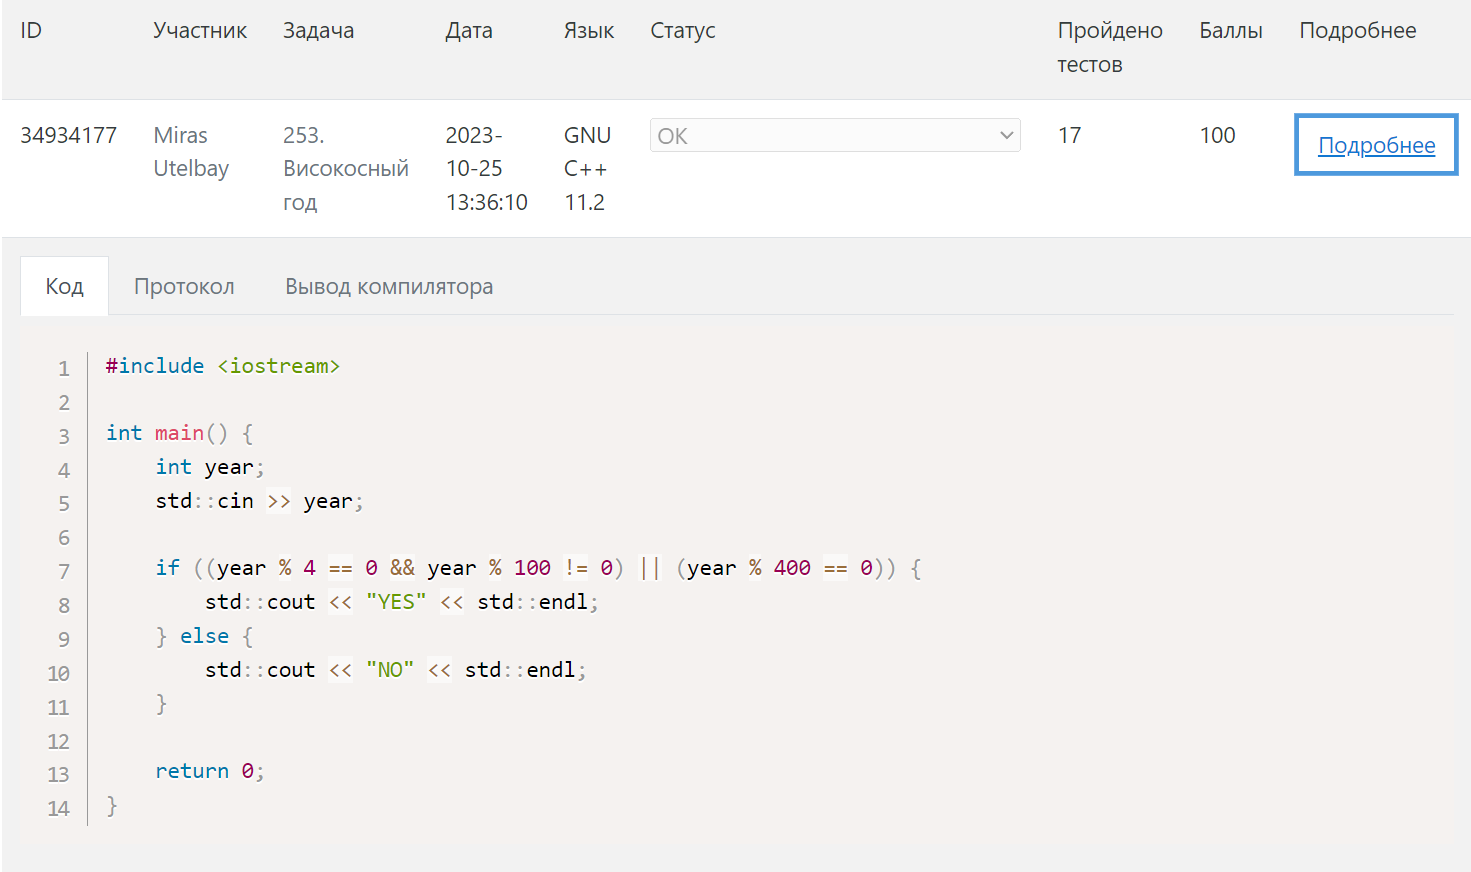 ID Участник Задача Дата Язык Статус Пройдено тестов Баллы Подробнее
34934177 Miras Utelbay 253. Високосный год 2023-10-25 13:36:10 GNU C++ 11.2 OK 17 100 Подробнее
Код Протокол Вывод компилятора
1 #include <iostream>
2
3 int main() {
4     int year;
5     std::cin >> year;
6
7     if ((year % 4 == 0 && year % 100 != 0) || (year % 400 == 0)) {
8         std::cout << "YES" << std::endl;
9     } else {
10         std::cout << "NO" << std::endl;
11     }
12
13     return 0;
14 }